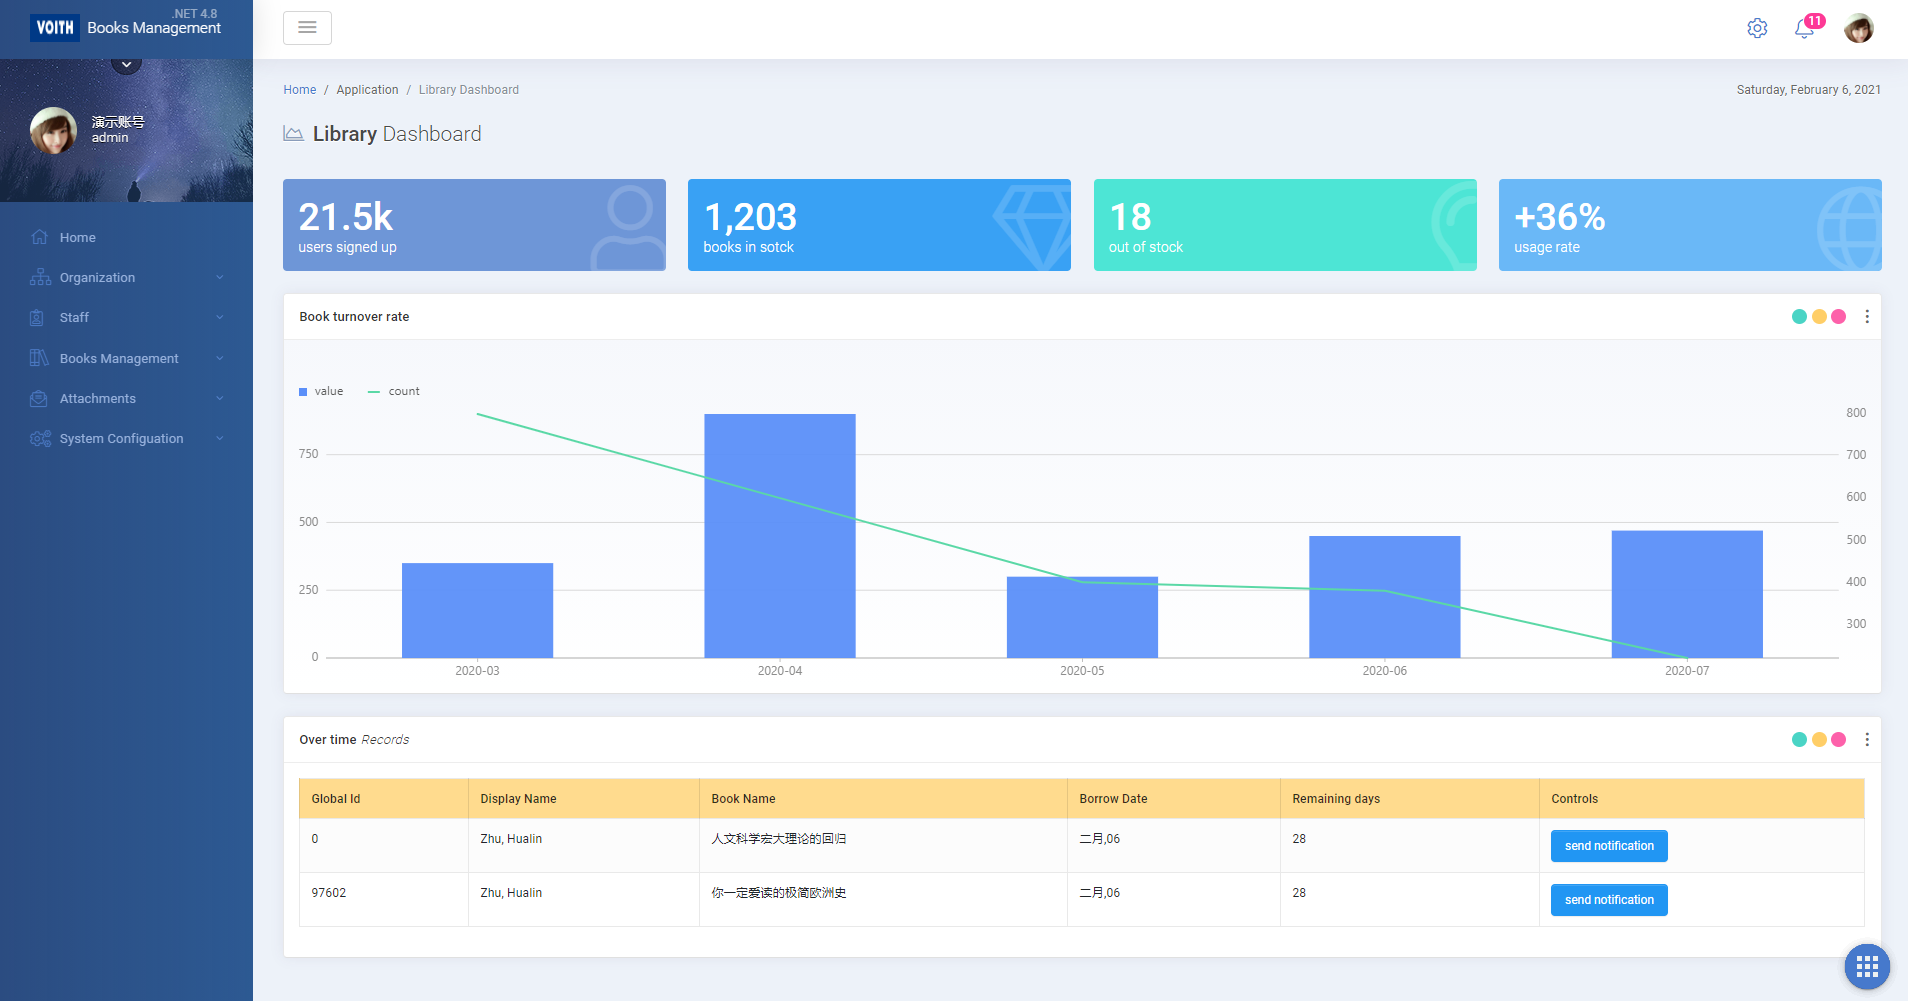 .NET 4.8
VOITH Books Management
11
演示账号
admin
Home
Organization
Staff
Books Management
Attachments
System Configuation
Home / Application / Library Dashboard
Saturday, February 6, 2021
Library Dashboard
21.5k
users signed up
1,203
books in sotck
18
out of stock
+36%
usage rate
Book turnover rate
value count
800
750
700
600
500
500
400
250
300
0
2020-03 2020-04 2020-05 2020-06 2020-07
Over time Records
Global Id Display Name Book Name Borrow Date Remaining days Controls
0 Zhu, Hualin 人文科学宏大理论的回归 二月,06 28 send notification
97602 Zhu, Hualin 你一定爱读的极简欧洲史 二月,06 28 send notification